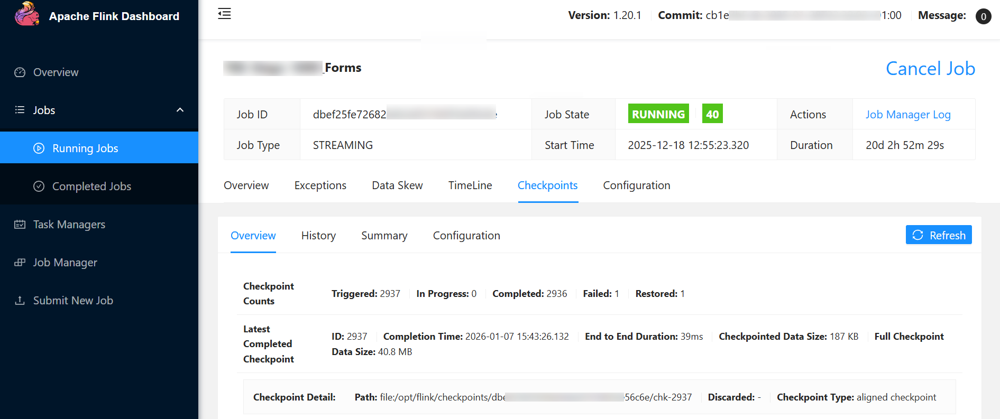 Apache Flink Dashboard
Version: 1.20.1 Commit: cb1e 1:00 Message: 0
Overview
Jobs
Running Jobs
Completed Jobs
Task Managers
Job Manager
Submit New Job
_Forms
Cancel Job
Job ID dbef25fe72682 Job State RUNNING 40 Actions Job Manager Log
Job Type STREAMING Start Time 2025-12-18 12:55:23.320 Duration 20d 2h 52m 29s
Overview Exceptions Data Skew TimeLine Checkpoints Configuration
Overview History Summary Configuration Refresh
Checkpoint
Counts
Triggered: 2937 In Progress: 0 Completed: 2936 Failed: 1 Restored: 1
Latest
Completed
Checkpoint
ID: 2937 Completion Time: 2026-01-07 15:43:26.132 End to End Duration: 39ms Checkpointed Data Size: 187 KB Full Checkpoint
Data Size: 40.8 MB
Checkpoint Detail: Path: file:/opt/flink/checkpoints/dbe 56c6e/chk-2937 Discarded: - Checkpoint Type: aligned checkpoint